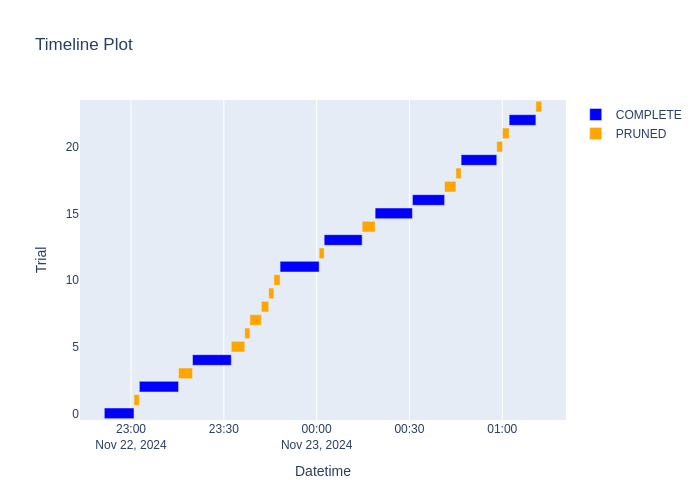 Timeline Plot
COMPLETE
PRUNED
20
15
10
5
0
Trial
23:00
23:30
00:00
00:30
01:00
Nov 22, 2024
Nov 23, 2024
Datetime